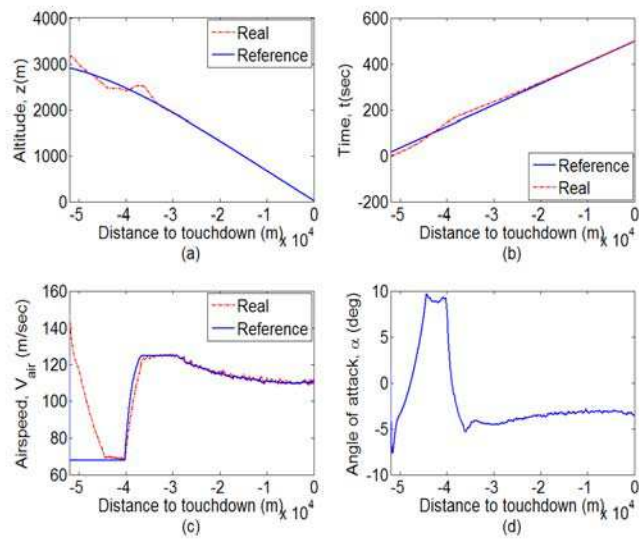 4000
3000
2000
1000
0
Altitude, z(m)
Real
Reference
-5 -4 -3 -2 -1 0
Distance to touchdown (m)
x 10^4
(a)
600
400
200
0
-200
Time, t(sec)
Reference
Real
-5 -4 -3 -2 -1 0
Distance to touchdown (m)
x 10^4
(b)
160
140
120
100
80
60
Airspeed, V_air (m/sec)
Real
Reference
-5 -4 -3 -2 -1 0
Distance to touchdown (m)
x 10^4
(c)
10
5
0
-5
-10
Angle of attack, α (deg)
-5 -4 -3 -2 -1 0
Distance to touchdown (m)
x 10^4
(d)